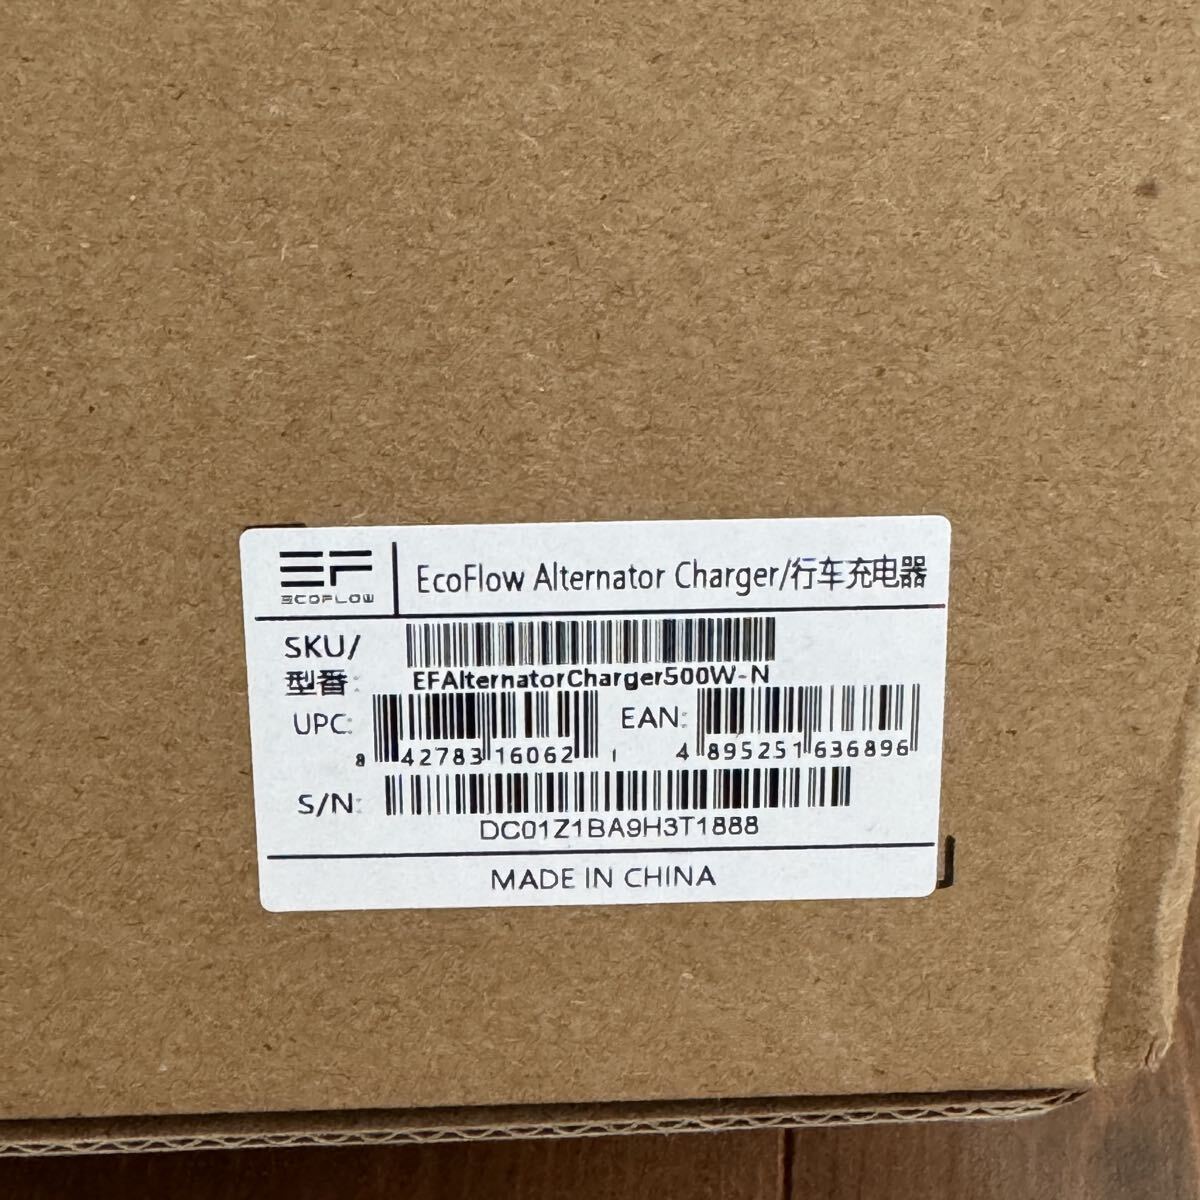 ECOFLOW
EcoFlow Alternator Charger/行车充电器
SKU/
型番:
EFAlternatorCharger500W-N
UPC:
8 42783 16062 1
EAN:
4 895251 636896
S/N:
DC01Z1BA9H3T1888
MADE IN CHINA